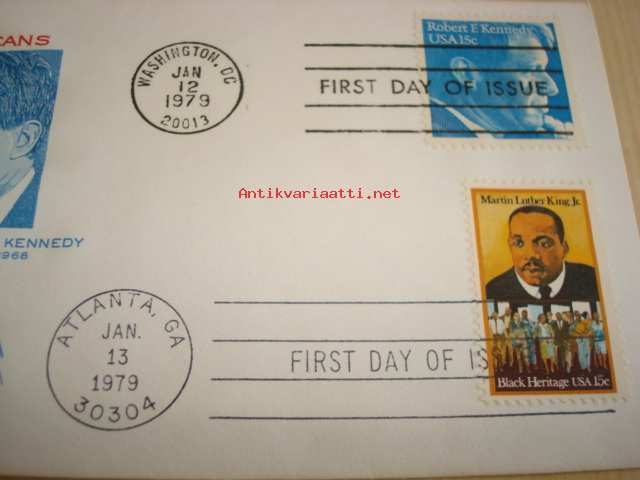 CANS
WASHINGTON, DC
JAN
12
1979
20013
FIRST DAY OF ISSUE
Robert F. Kennedy
USA 15c
Antikvariaatti.net
Martin Luther King Jr.
KENNEDY
1968
ATLANTA, GA
JAN.
13
1979
30304
FIRST DAY OF IS
Black Heritage USA 15c